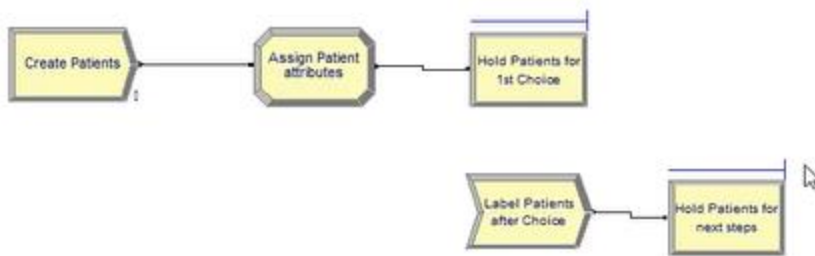 Create Patients
Assign Patient
attributes
Hold Patients for
1st Choice
0
Label Patients
after Choice
Hold Patients for
next steps